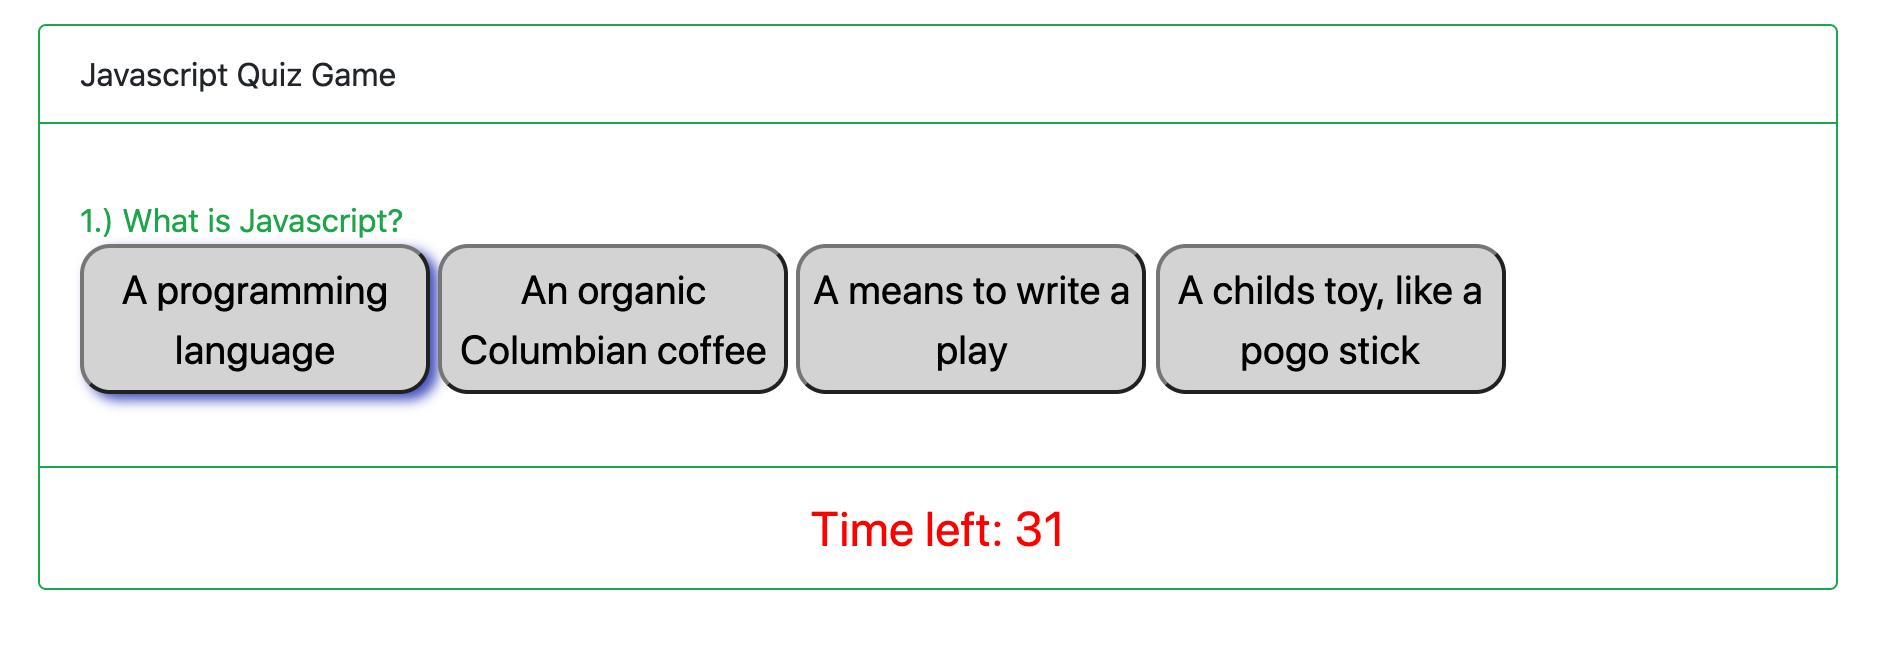 Javascript Quiz Game
1.) What is Javascript?
A programming
language
An organic
Columbian coffee
A means to write a
play
A childs toy, like a
pogo stick
Time left: 31